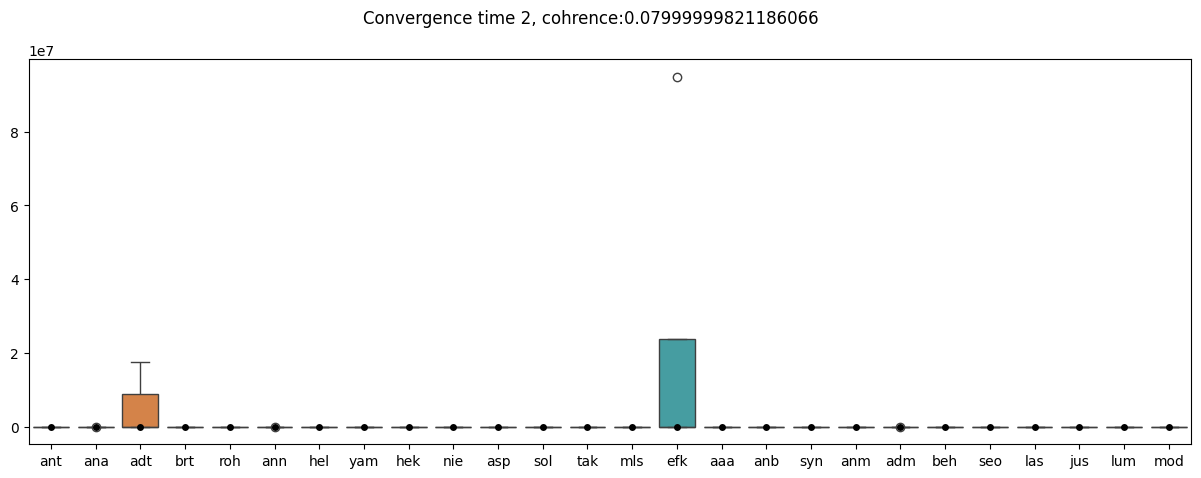 Convergence time 2, cohrence:0.07999999821186066
1e7
8
6
4
2
0
ant ana adt brt roh ann hel yam hek nie asp sol tak mls efk aaa anb syn anm adm beh seo las jus lum mod